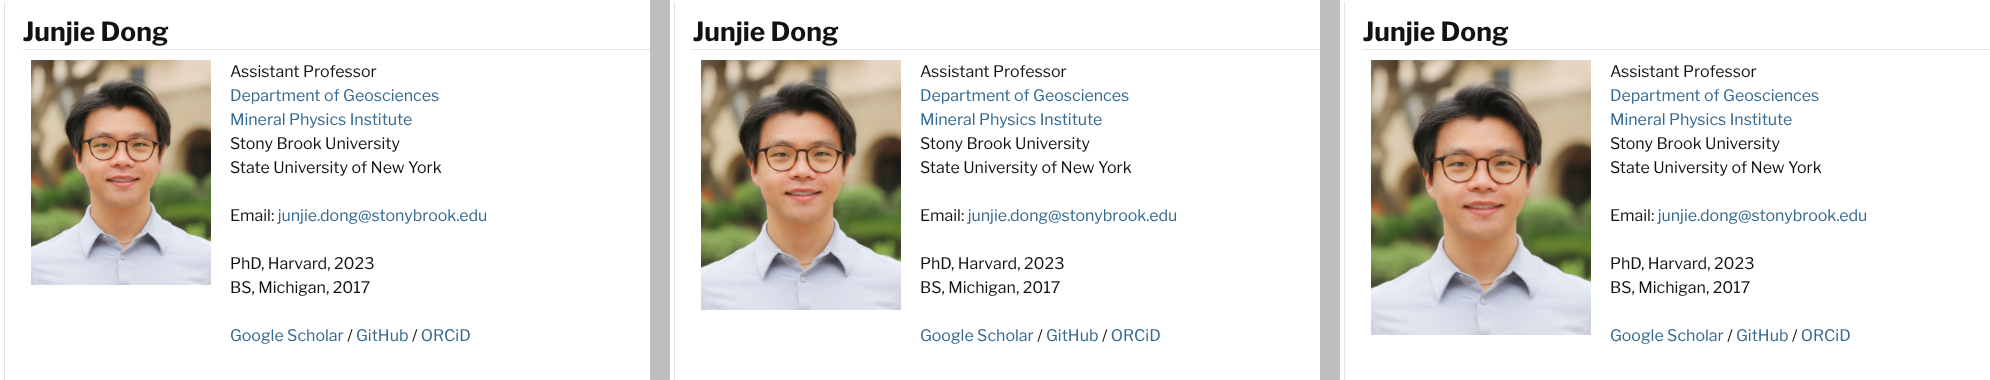 Junjie Dong
Assistant Professor
Department of Geosciences
Mineral Physics Institute
Stony Brook University
State University of New York
Email: junjie.dong@stonybrook.edu
PhD, Harvard, 2023
BS, Michigan, 2017
Google Scholar / GitHub / ORCiD
Junjie Dong
Assistant Professor
Department of Geosciences
Mineral Physics Institute
Stony Brook University
State University of New York
Email: junjie.dong@stonybrook.edu
PhD, Harvard, 2023
BS, Michigan, 2017
Google Scholar / GitHub / ORCiD
Junjie Dong
Assistant Professor
Department of Geosciences
Mineral Physics Institute
Stony Brook University
State University of New York
Email: junjie.dong@stonybrook.edu
PhD, Harvard, 2023
BS, Michigan, 2017
Google Scholar / GitHub / ORCiD